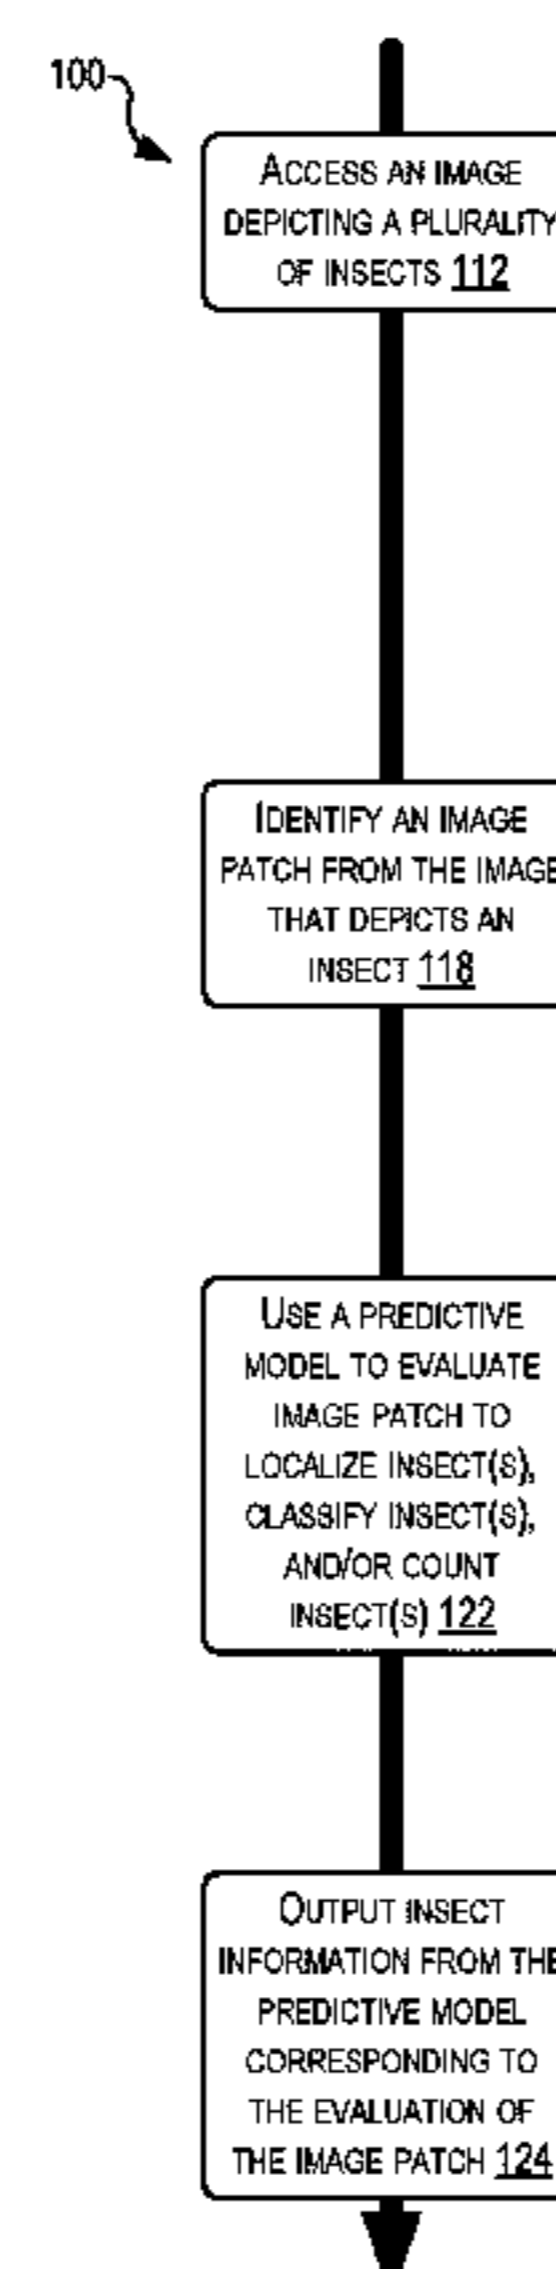 100
ACCESS AN IMAGE
DEPICTING A PLURALITY
OF INSECTS 112
IDENTIFY AN IMAGE
PATCH FROM THE IMAGE
THAT DEPICTS AN
INSECT 118
USE A PREDICTIVE
MODEL TO EVALUATE
IMAGE PATCH TO
LOCALIZE INSECT(S),
CLASSIFY INSECT(S),
AND/OR COUNT
INSECT(S) 122
OUTPUT INSECT
INFORMATION FROM THE
PREDICTIVE MODEL
CORRESPONDING TO
THE EVALUATION OF
THE IMAGE PATCH 124